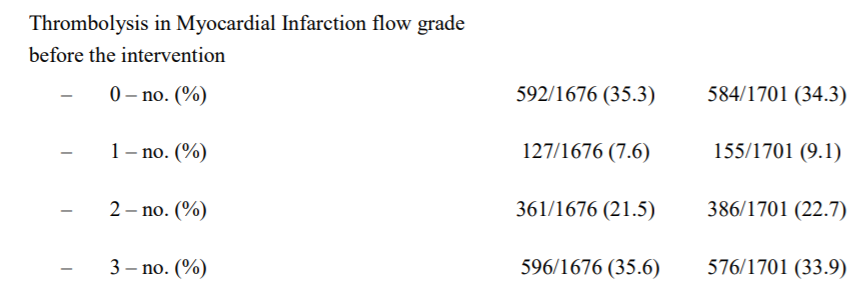 Thrombolysis in Myocardial Infarction flow grade
before the intervention
– 0 – no. (%) 592/1676 (35.3) 584/1701 (34.3)
– 1 – no. (%) 127/1676 (7.6) 155/1701 (9.1)
– 2 – no. (%) 361/1676 (21.5) 386/1701 (22.7)
– 3 – no. (%) 596/1676 (35.6) 576/1701 (33.9)